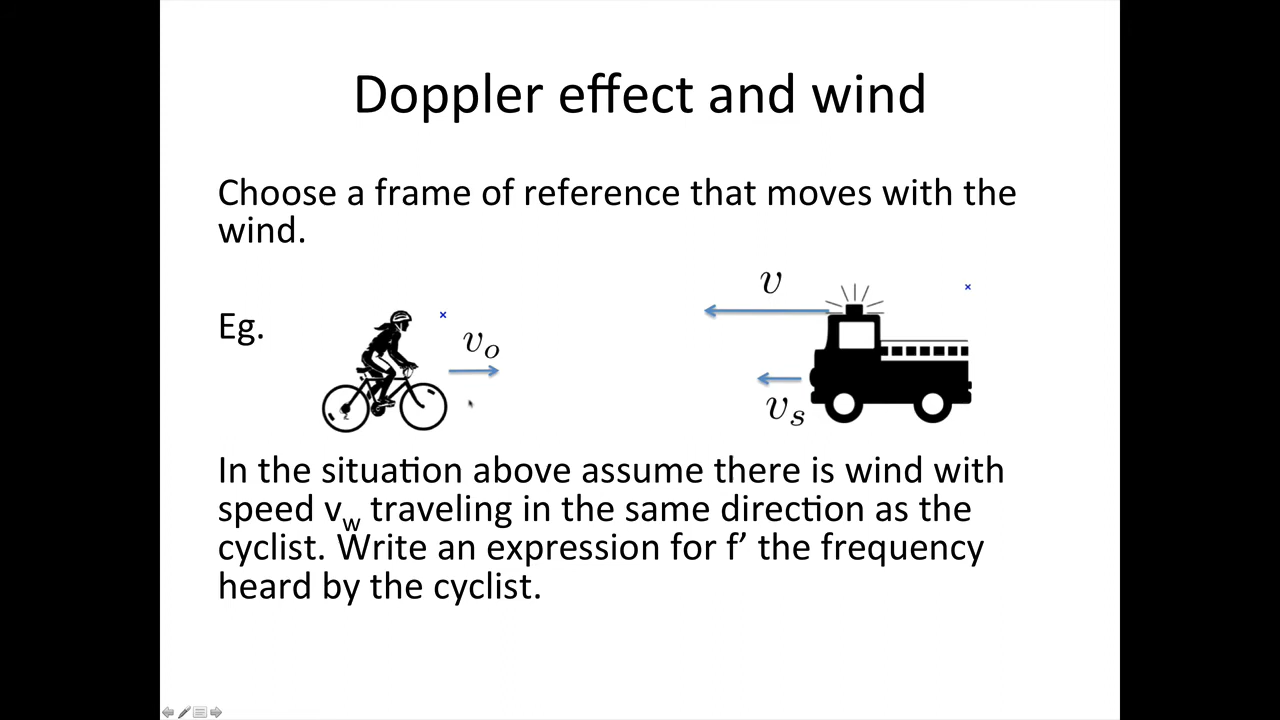 Doppler effect and wind
Choose a frame of reference that moves with the
wind.
v
Eg.
v_o
v_s
In the situation above assume there is wind with
speed v_w traveling in the same direction as the
cyclist. Write an expression for f’ the frequency
heard by the cyclist.